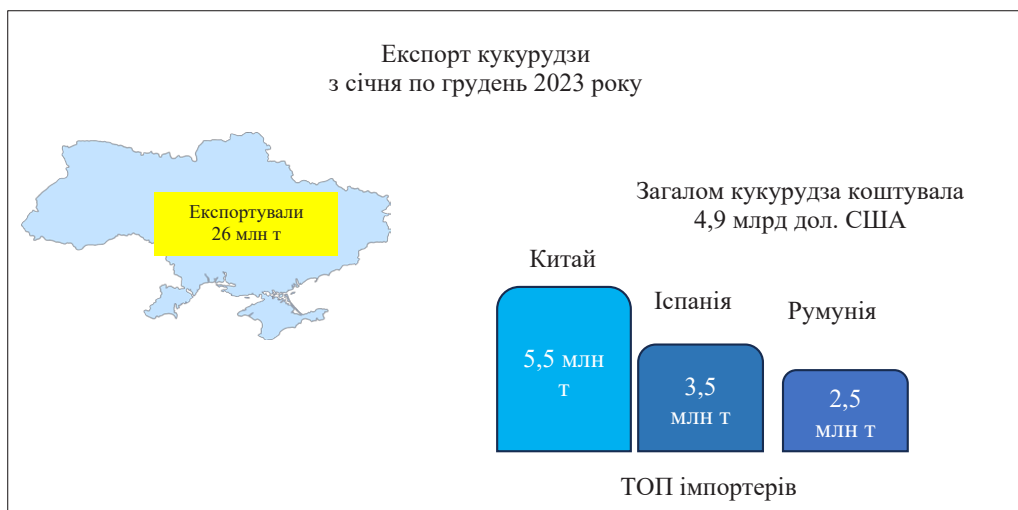 Експорт кукурудзи
з січня по грудень 2023 року
Експортували
26 млн т
Загалом кукурудза коштувала
4,9 млрд дол. США
Китай
Іспанія
Румунія
5,5 млн
т
3,5
млн т
2,5
млн т
ТОП імпортерів